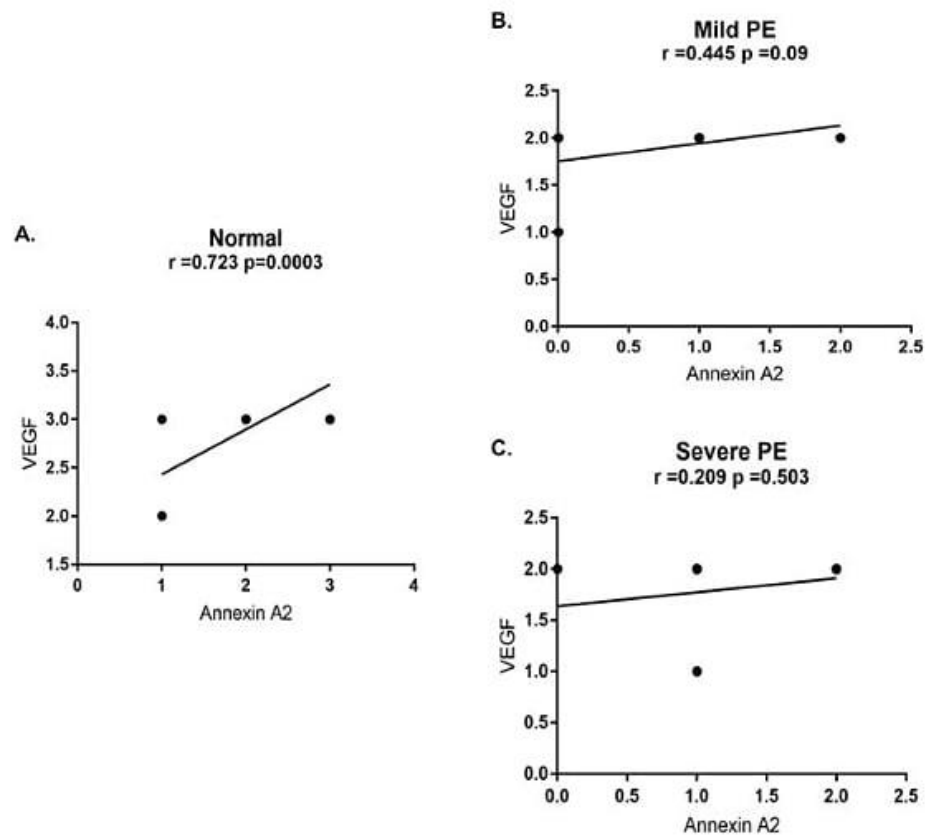 A.
Normal
r =0.723 p=0.0003
4.0
3.5
3.0
2.5
2.0
1.5
VEGF
0
1
2
3
4
Annexin A2
B.
Mild PE
r =0.445 p =0.09
2.5
2.0
1.5
1.0
0.5
0.0
VEGF
0.0
0.5
1.0
1.5
2.0
2.5
Annexin A2
C.
Severe PE
r =0.209 p =0.503
2.5
2.0
1.5
1.0
0.5
0.0
VEGF
0.0
0.5
1.0
1.5
2.0
2.5
Annexin A2